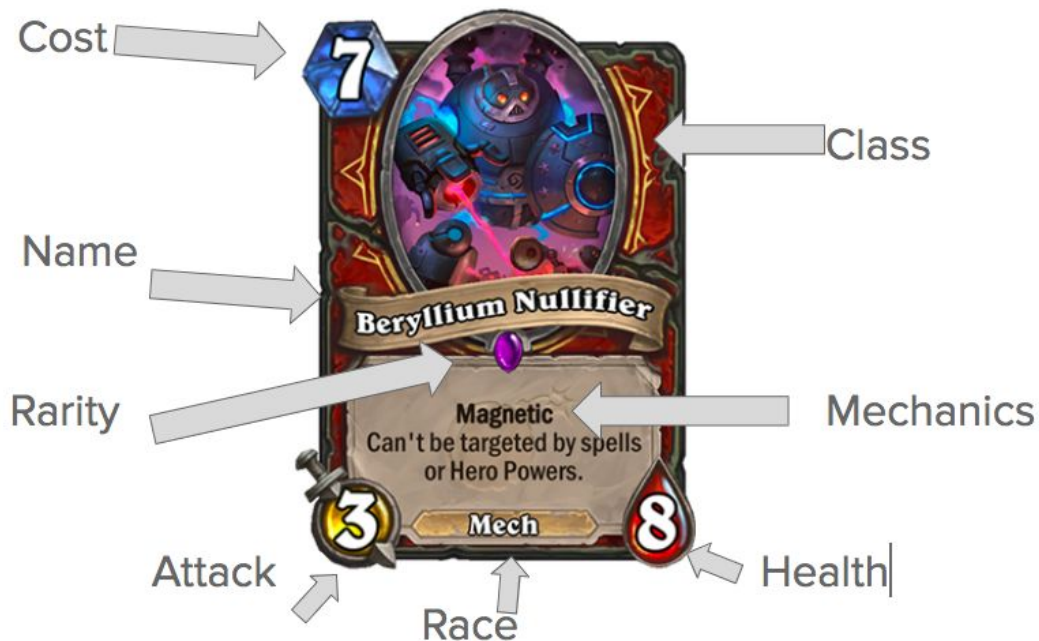 Cost
7
Class
Name
Beryllium Nullifier
Rarity
Mechanics
Magnetic
Can't be targeted by spells
or Hero Powers.
3
Mech
8
Attack
Health
Race